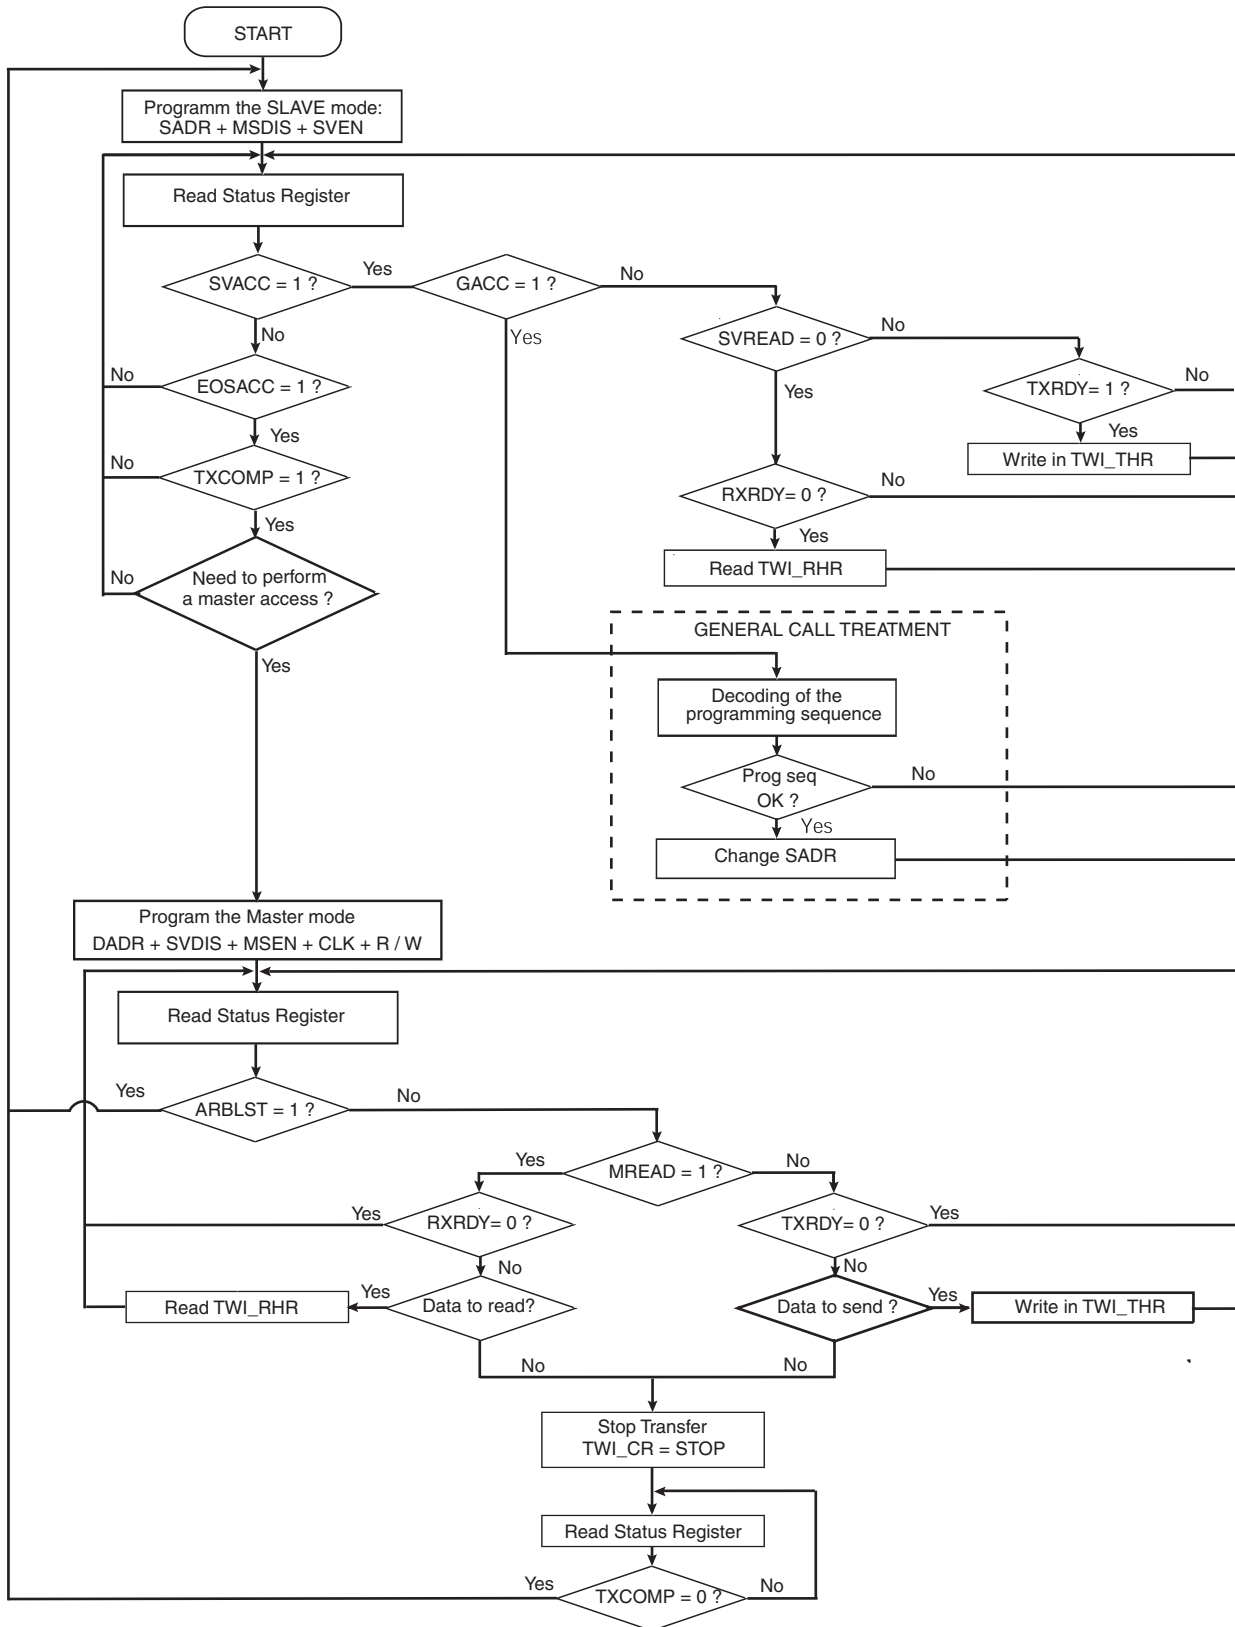 START
Programm the SLAVE mode:
SADR + MSDIS + SVEN
Read Status Register
SVACC = 1 ?
Yes
GACC = 1 ?
No
No
Yes
SVREAD = 0 ?
No
EOSACC = 1 ?
No
Yes
TXRDY= 1 ?
No
Yes
Yes
Write in TWI_THR
TXCOMP = 1 ?
No
RXRDY= 0 ?
No
Yes
Yes
Read TWI_RHR
Need to perform
a master access ?
No
Yes
GENERAL CALL TREATMENT
Decoding of the
programming sequence
Prog seq
OK ?
No
Yes
Change SADR
Program the Master mode
DADR + SVDIS + MSEN + CLK + R / W
Read Status Register
Yes
ARBLST = 1 ?
No
Yes
MREAD = 1 ?
No
Yes
RXRDY= 0 ?
TXRDY= 0 ?
Yes
No
No
Read TWI_RHR
Yes
Data to read?
Data to send ?
Yes
Write in TWI_THR
No
No
Stop Transfer
TWI_CR = STOP
Read Status Register
Yes
TXCOMP = 0 ?
No